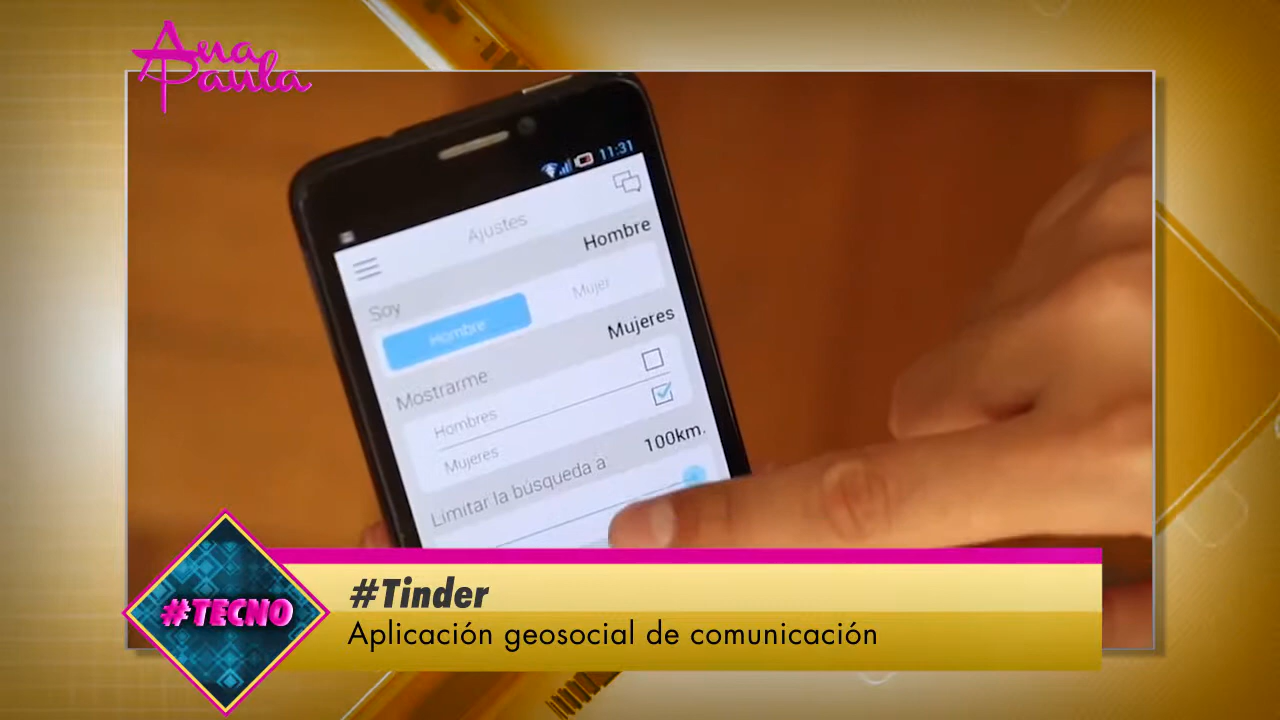 Ana
Paula
11:31
Ajustes
Soy
Hombre
Hombre
Mujer
Mostrarme
Mujeres
Hombres
Mujeres
Limitar la búsqueda a
100km.
#TECNO
#Tinder
Aplicación geosocial de comunicación